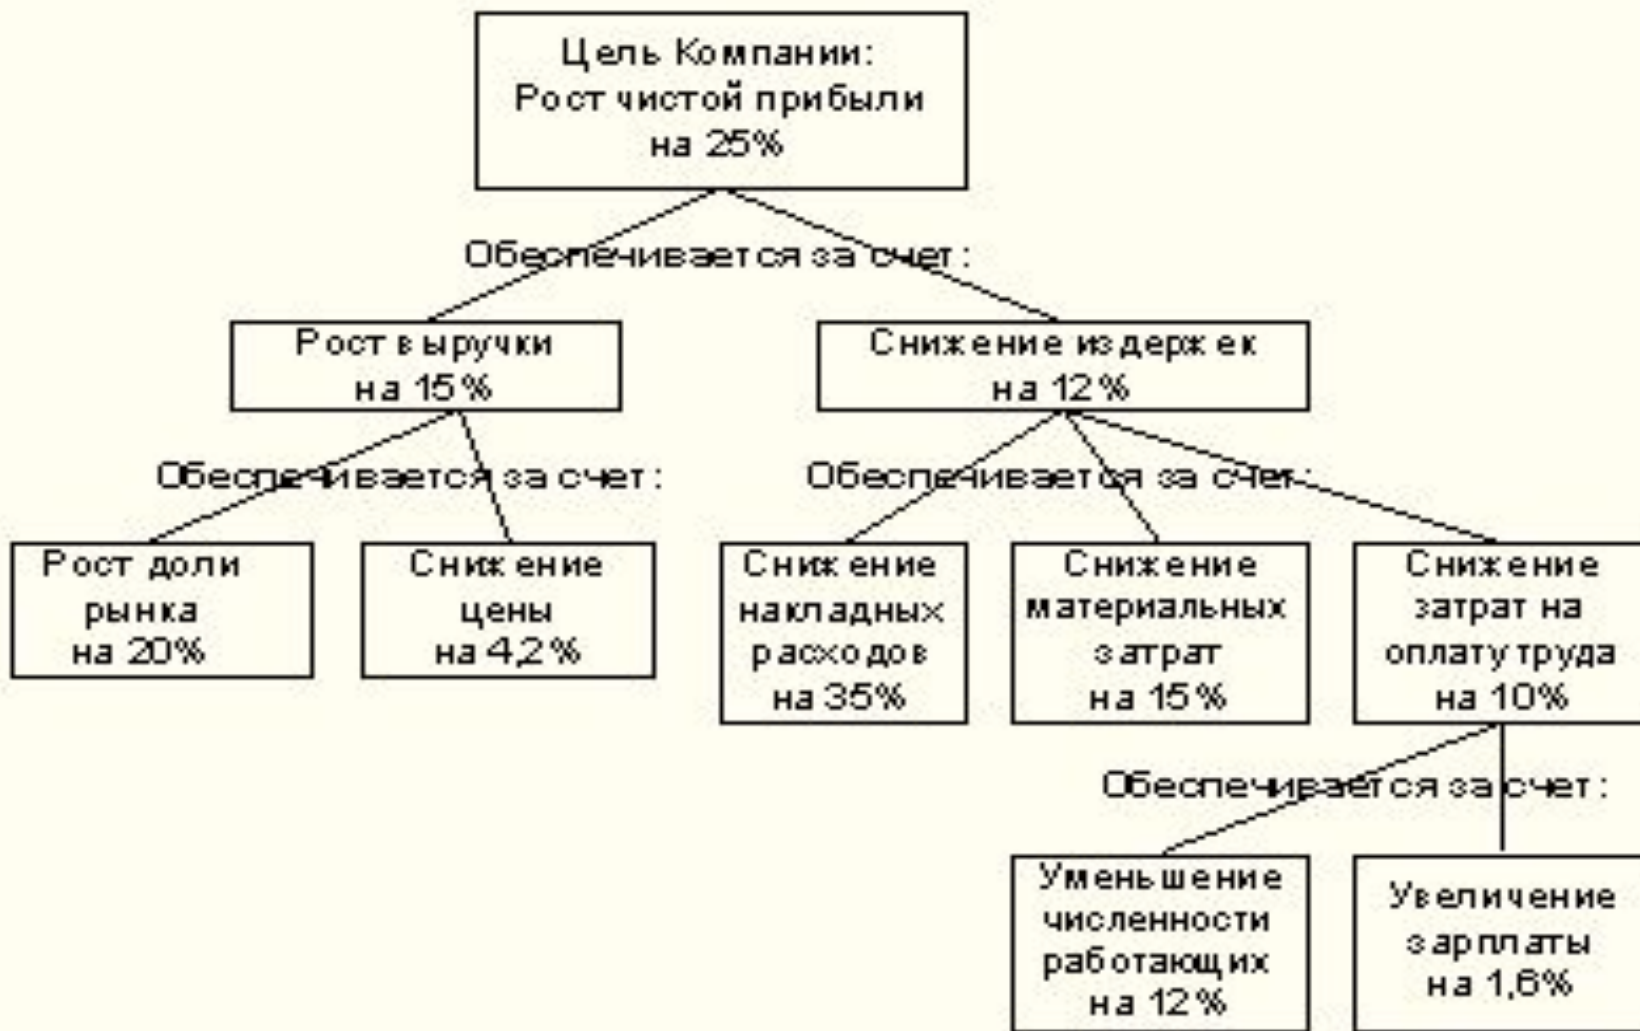 Цель Компании:
Рост чистой прибыли
на 25%
Обеспечивается за счет:
Рост выручки
на 15%
Снижение издержек
на 12%
Обеспечивается за счет:
Обеспечивается за счет:
Рост доли
рынка
на 20%
Снижение
цены
на 4,2%
Снижение
накладных
расходов
на 35%
Снижение
материальных
затрат
на 15%
Снижение
затрат на
оплату труда
на 10%
Обеспечивается за счет:
Уменьшение
численности
работающих
на 12%
Увеличение
зарплаты
на 1,6%